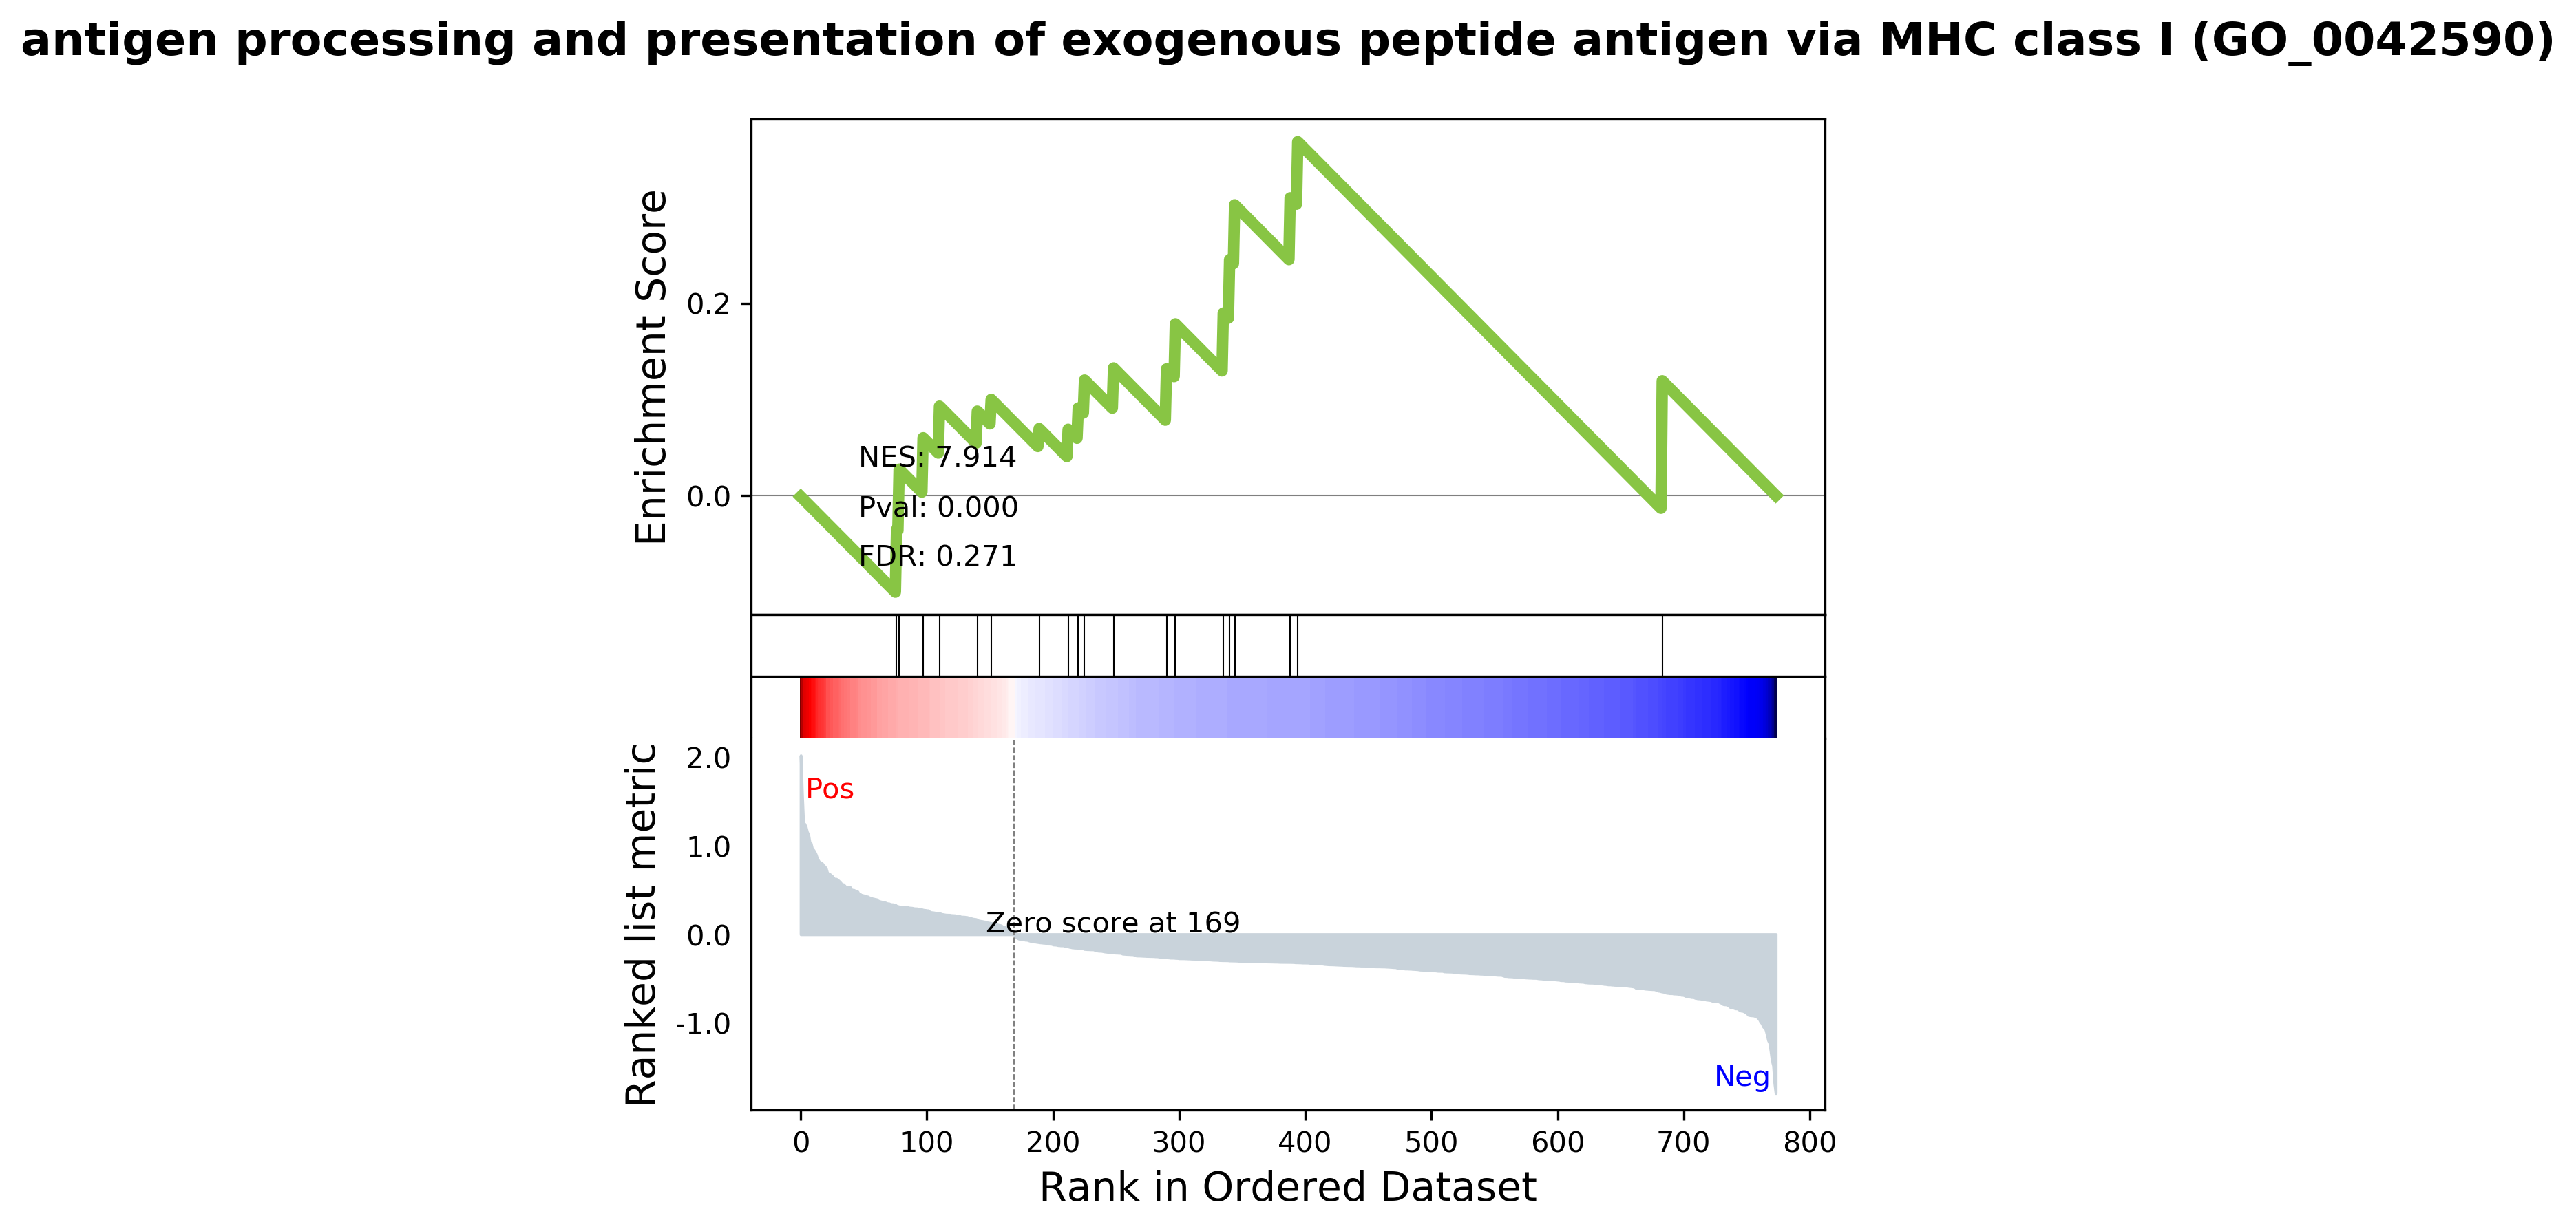 antigen processing and presentation of exogenous peptide antigen via MHC class I (GO_0042590)
Enrichment Score
0.2
0.0
NES: 7.914
Pval: 0.000
FDR: 0.271
Ranked list metric
2.0
1.0
0.0
-1.0
Pos
Zero score at 169
Neg
0 100 200 300 400 500 600 700 800
Rank in Ordered Dataset